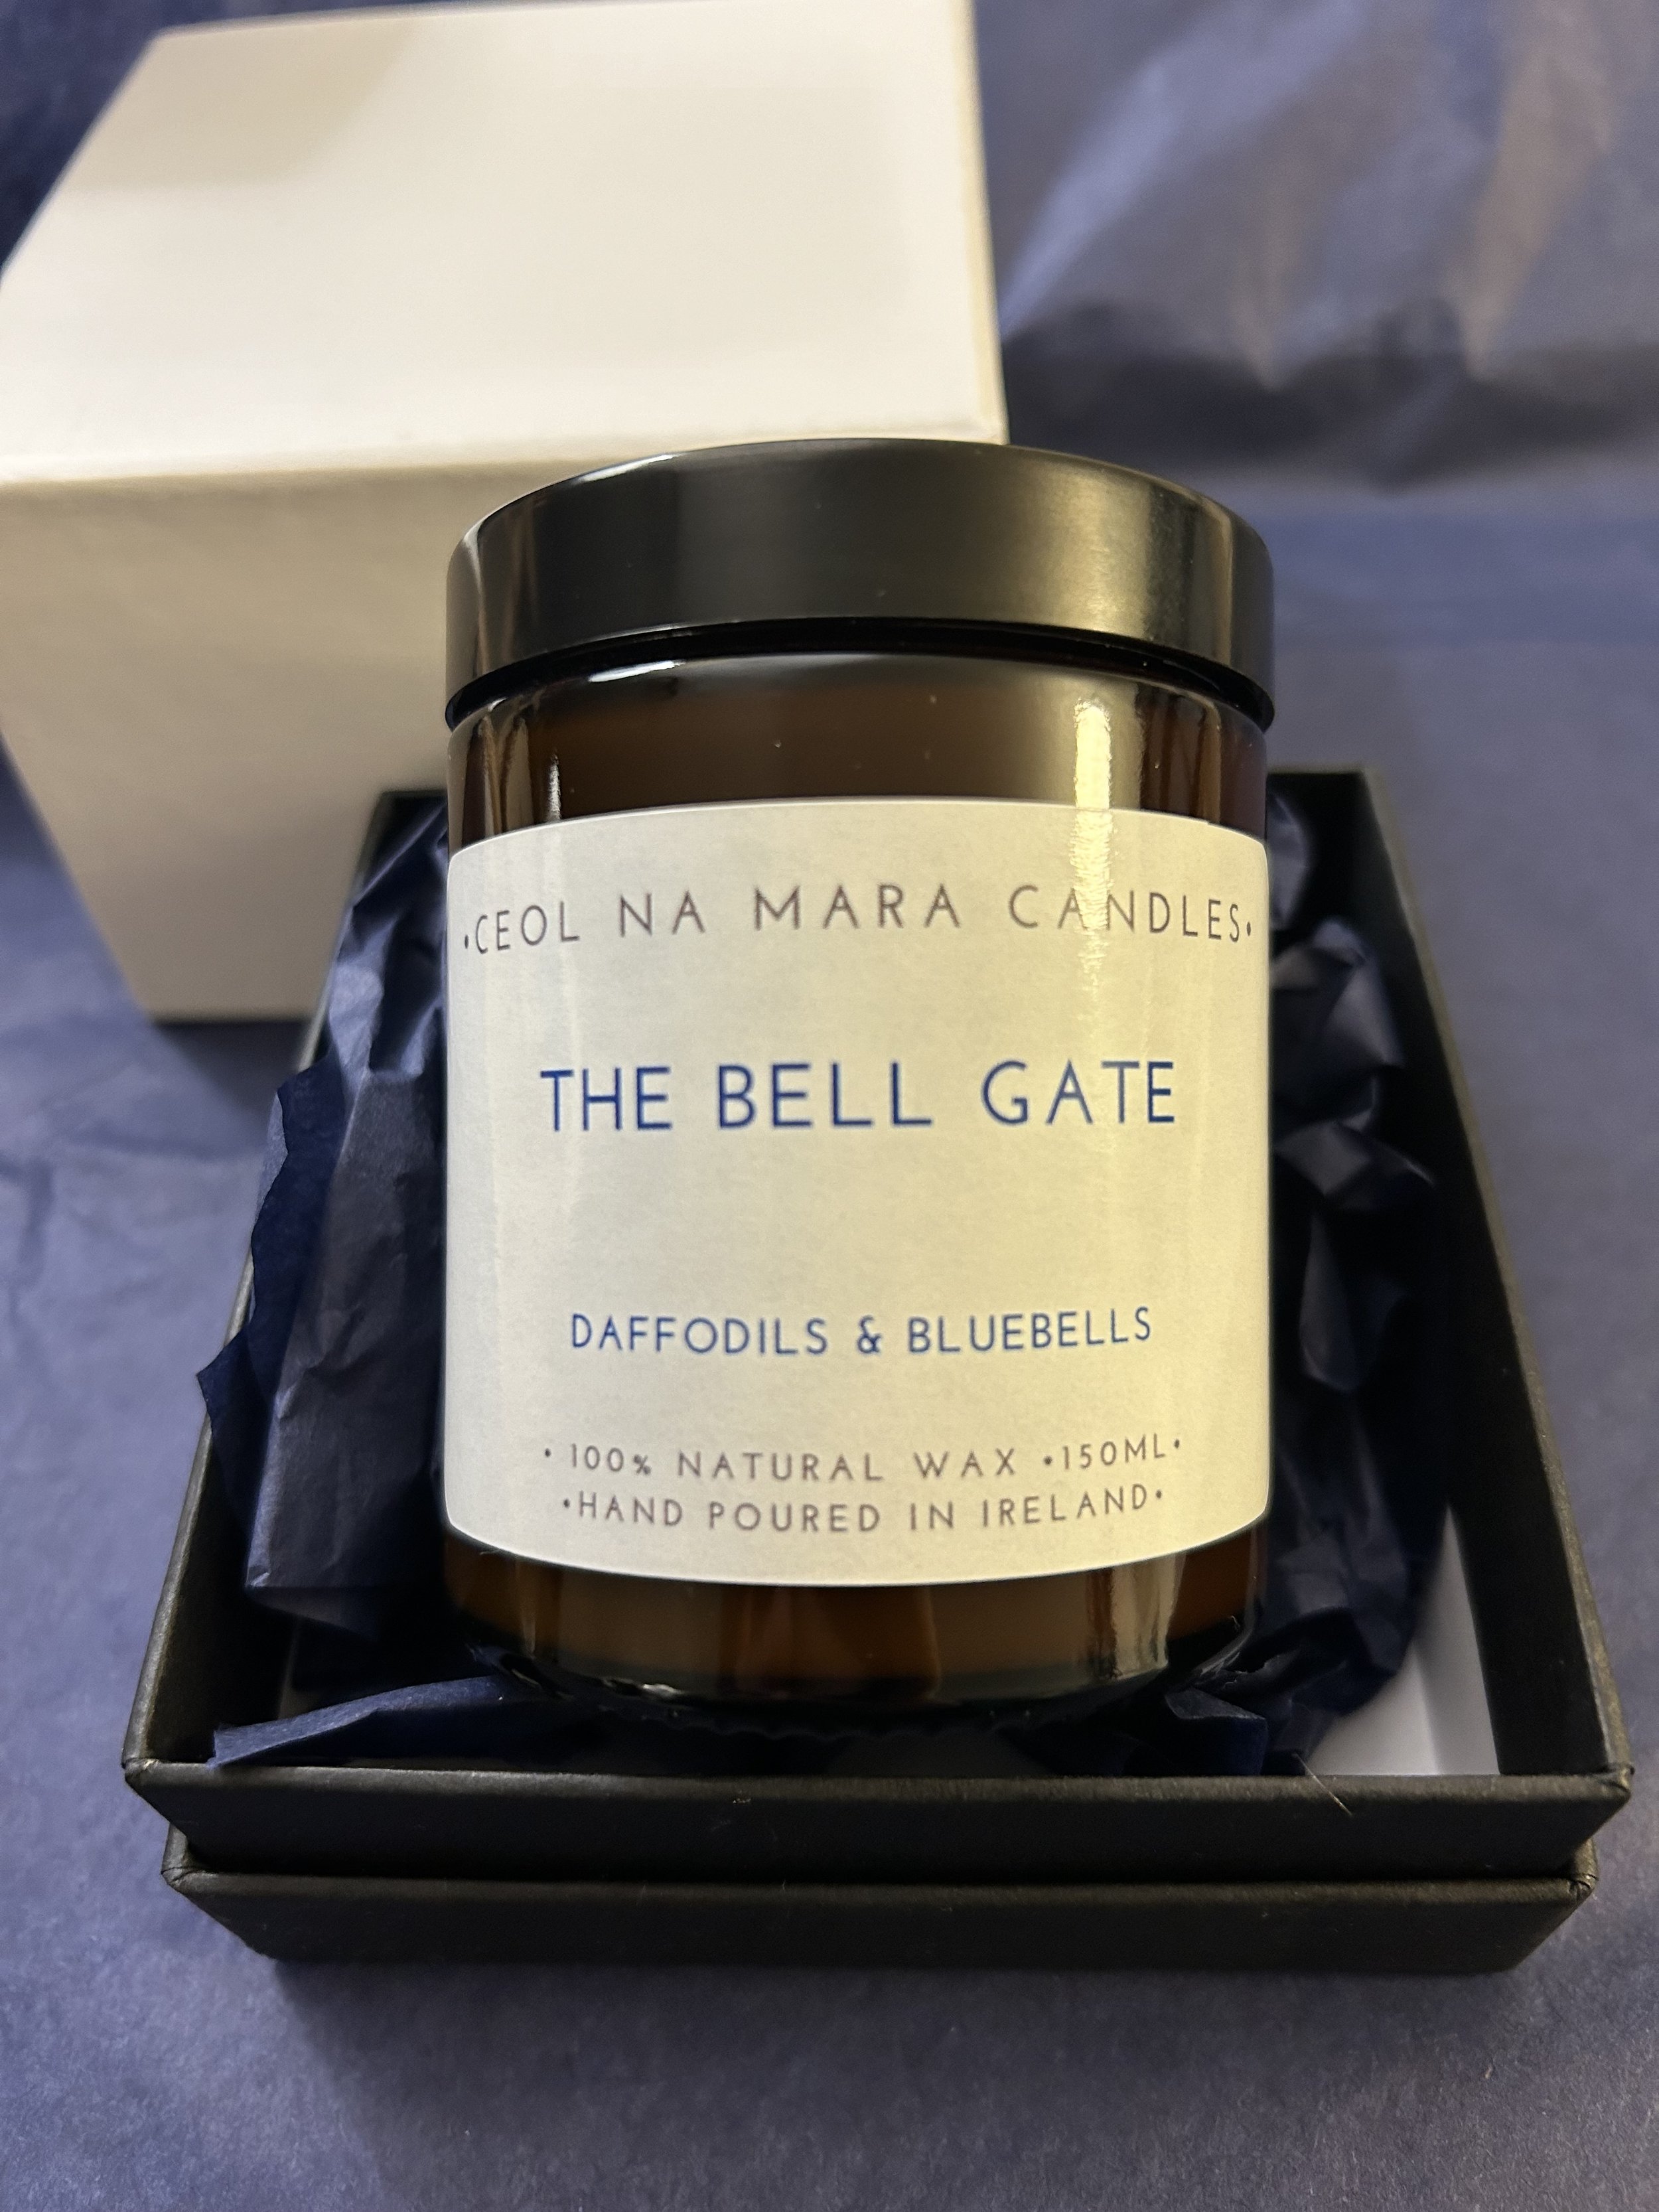 •CEOL NA MARA CANDLES•
THE BELL GATE
DAFFODILS & BLUEBELLS
• 100% NATURAL WAX •150ML•
•HAND POURED IN IRELAND•